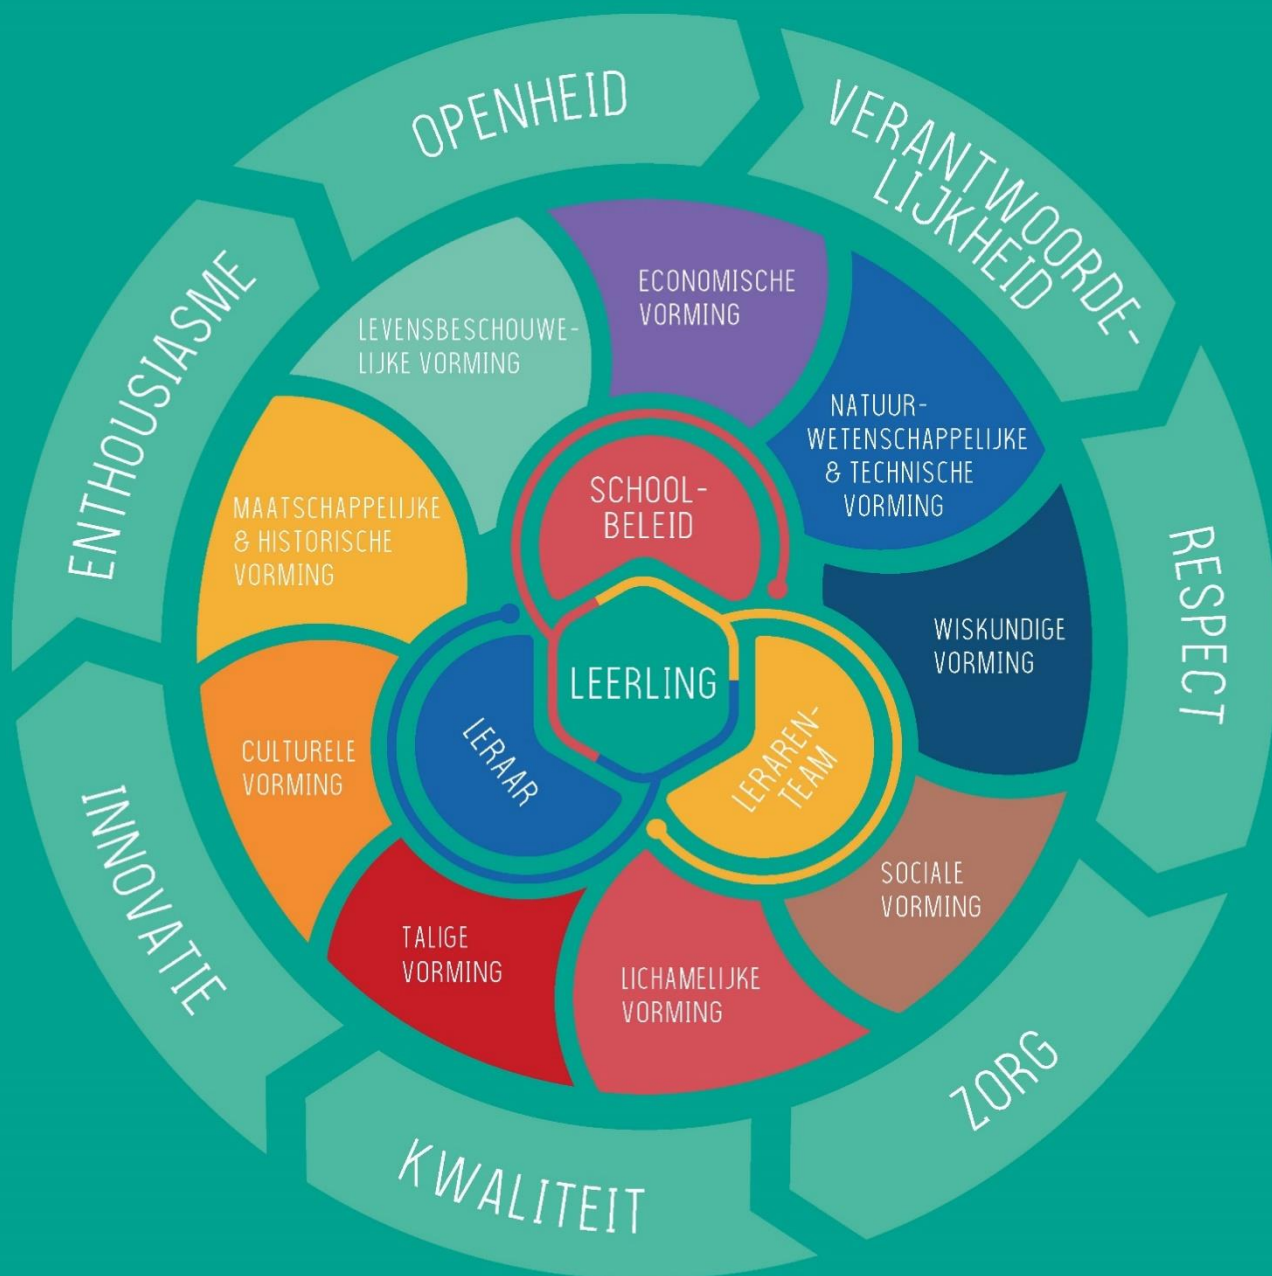 OPENHEID
VERANTWOORDE-
LIJKHEID
RESPECT
ZORG
KWALITEIT
INNOVATIE
ENTHOUSIASME
ECONOMISCHE
VORMING
NATUUR-
WETENSCHAPPELIJKE
& TECHNISCHE
VORMING
WISKUNDIGE
VORMING
SOCIALE
VORMING
LICHAMELIJKE
VORMING
TALIGE
VORMING
CULTURELE
VORMING
MAATSCHAPPELIJKE
& HISTORISCHE
VORMING
LEVENSBESCHOUWE-
LIJKE VORMING
SCHOOL-
BELEID
LERAREN-
TEAM
LERAAR
LEERLING